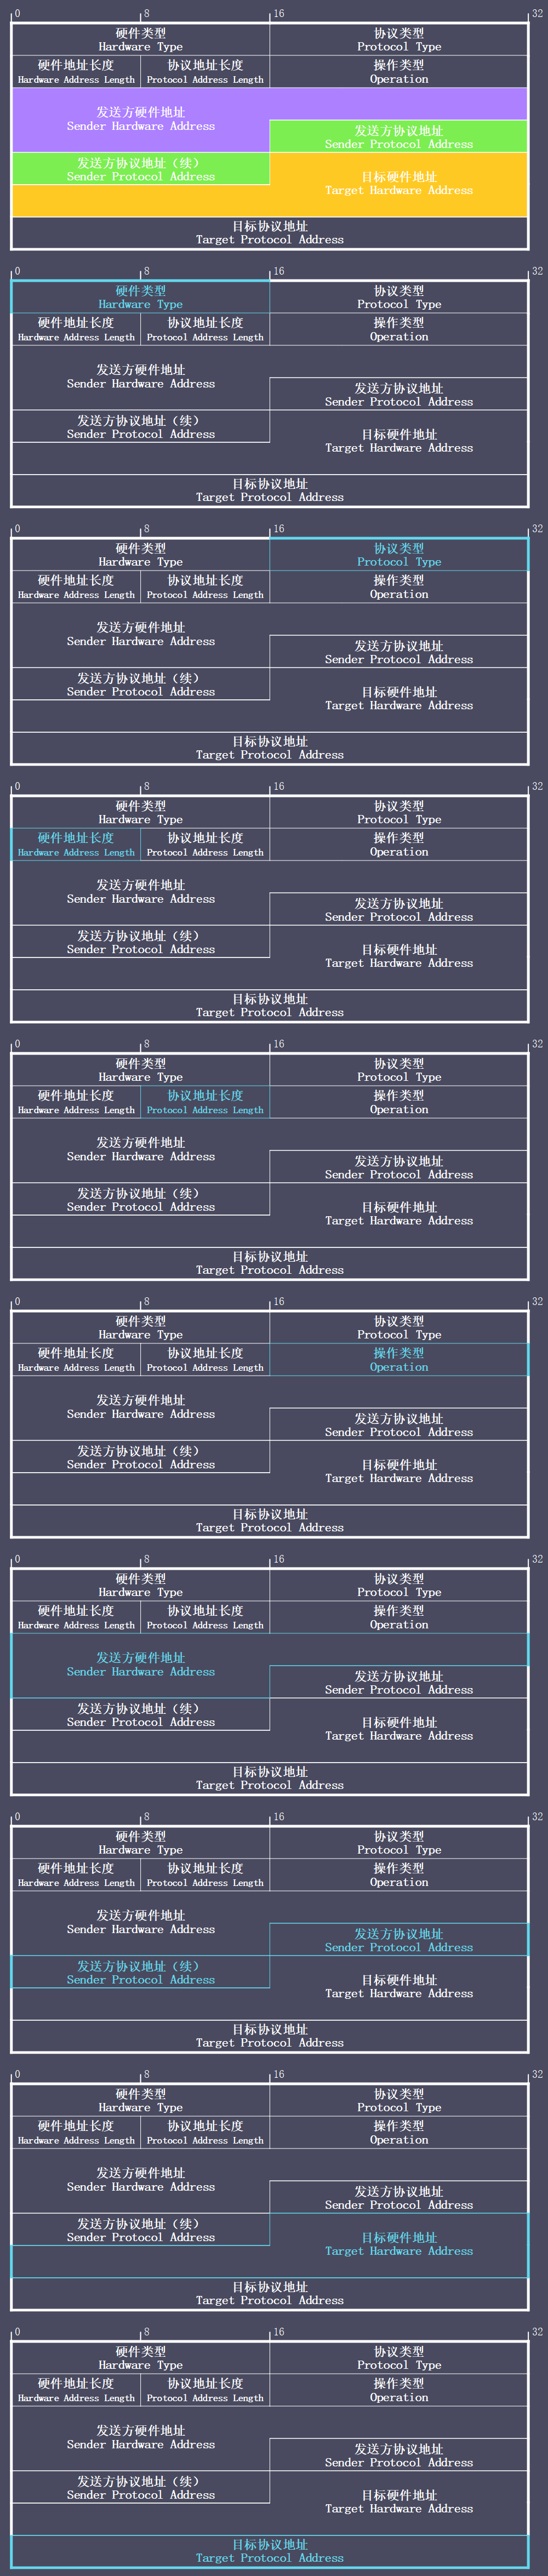 0 8 16 32
硬件类型 协议类型
Hardware Type Protocol Type
硬件地址长度 协议地址长度 操作类型
Hardware Address Length Protocol Address Length Operation
发送方硬件地址
Sender Hardware Address
发送方协议地址
Sender Protocol Address
发送方协议地址（续）
Sender Protocol Address
目标硬件地址
Target Hardware Address
目标协议地址
Target Protocol Address
0 8 16 32
硬件类型 协议类型
Hardware Type Protocol Type
硬件地址长度 协议地址长度 操作类型
Hardware Address Length Protocol Address Length Operation
发送方硬件地址
Sender Hardware Address
发送方协议地址
Sender Protocol Address
发送方协议地址（续）
Sender Protocol Address
目标硬件地址
Target Hardware Address
目标协议地址
Target Protocol Address
0 8 16 32
硬件类型 协议类型
Hardware Type Protocol Type
硬件地址长度 协议地址长度 操作类型
Hardware Address Length Protocol Address Length Operation
发送方硬件地址
Sender Hardware Address
发送方协议地址
Sender Protocol Address
发送方协议地址（续）
Sender Protocol Address
目标硬件地址
Target Hardware Address
目标协议地址
Target Protocol Address
0 8 16 32
硬件类型 协议类型
Hardware Type Protocol Type
硬件地址长度 协议地址长度 操作类型
Hardware Address Length Protocol Address Length Operation
发送方硬件地址
Sender Hardware Address
发送方协议地址
Sender Protocol Address
发送方协议地址（续）
Sender Protocol Address
目标硬件地址
Target Hardware Address
目标协议地址
Target Protocol Address
0 8 16 32
硬件类型 协议类型
Hardware Type Protocol Type
硬件地址长度 协议地址长度 操作类型
Hardware Address Length Protocol Address Length Operation
发送方硬件地址
Sender Hardware Address
发送方协议地址
Sender Protocol Address
发送方协议地址（续）
Sender Protocol Address
目标硬件地址
Target Hardware Address
目标协议地址
Target Protocol Address
0 8 16 32
硬件类型 协议类型
Hardware Type Protocol Type
硬件地址长度 协议地址长度 操作类型
Hardware Address Length Protocol Address Length Operation
发送方硬件地址
Sender Hardware Address
发送方协议地址
Sender Protocol Address
发送方协议地址（续）
Sender Protocol Address
目标硬件地址
Target Hardware Address
目标协议地址
Target Protocol Address
0 8 16 32
硬件类型 协议类型
Hardware Type Protocol Type
硬件地址长度 协议地址长度 操作类型
Hardware Address Length Protocol Address Length Operation
发送方硬件地址
Sender Hardware Address
发送方协议地址
Sender Protocol Address
发送方协议地址（续）
Sender Protocol Address
目标硬件地址
Target Hardware Address
目标协议地址
Target Protocol Address
0 8 16 32
硬件类型 协议类型
Hardware Type Protocol Type
硬件地址长度 协议地址长度 操作类型
Hardware Address Length Protocol Address Length Operation
发送方硬件地址
Sender Hardware Address
发送方协议地址
Sender Protocol Address
发送方协议地址（续）
Sender Protocol Address
目标硬件地址
Target Hardware Address
目标协议地址
Target Protocol Address
0 8 16 32
硬件类型 协议类型
Hardware Type Protocol Type
硬件地址长度 协议地址长度 操作类型
Hardware Address Length Protocol Address Length Operation
发送方硬件地址
Sender Hardware Address
发送方协议地址
Sender Protocol Address
发送方协议地址（续）
Sender Protocol Address
目标硬件地址
Target Hardware Address
目标协议地址
Target Protocol Address
0 8 16 32
硬件类型 协议类型
Hardware Type Protocol Type
硬件地址长度 协议地址长度 操作类型
Hardware Address Length Protocol Address Length Operation
发送方硬件地址
Sender Hardware Address
发送方协议地址
Sender Protocol Address
发送方协议地址（续）
Sender Protocol Address
目标硬件地址
Target Hardware Address
目标协议地址
Target Protocol Address